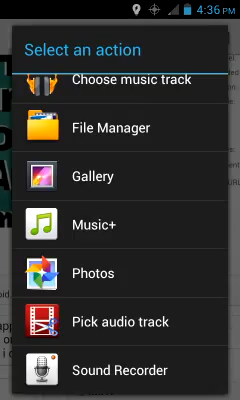 4:36 PM
Select an action
Choose music track
File Manager
Gallery
Music+
Photos
Pick audio track
Sound Recorder